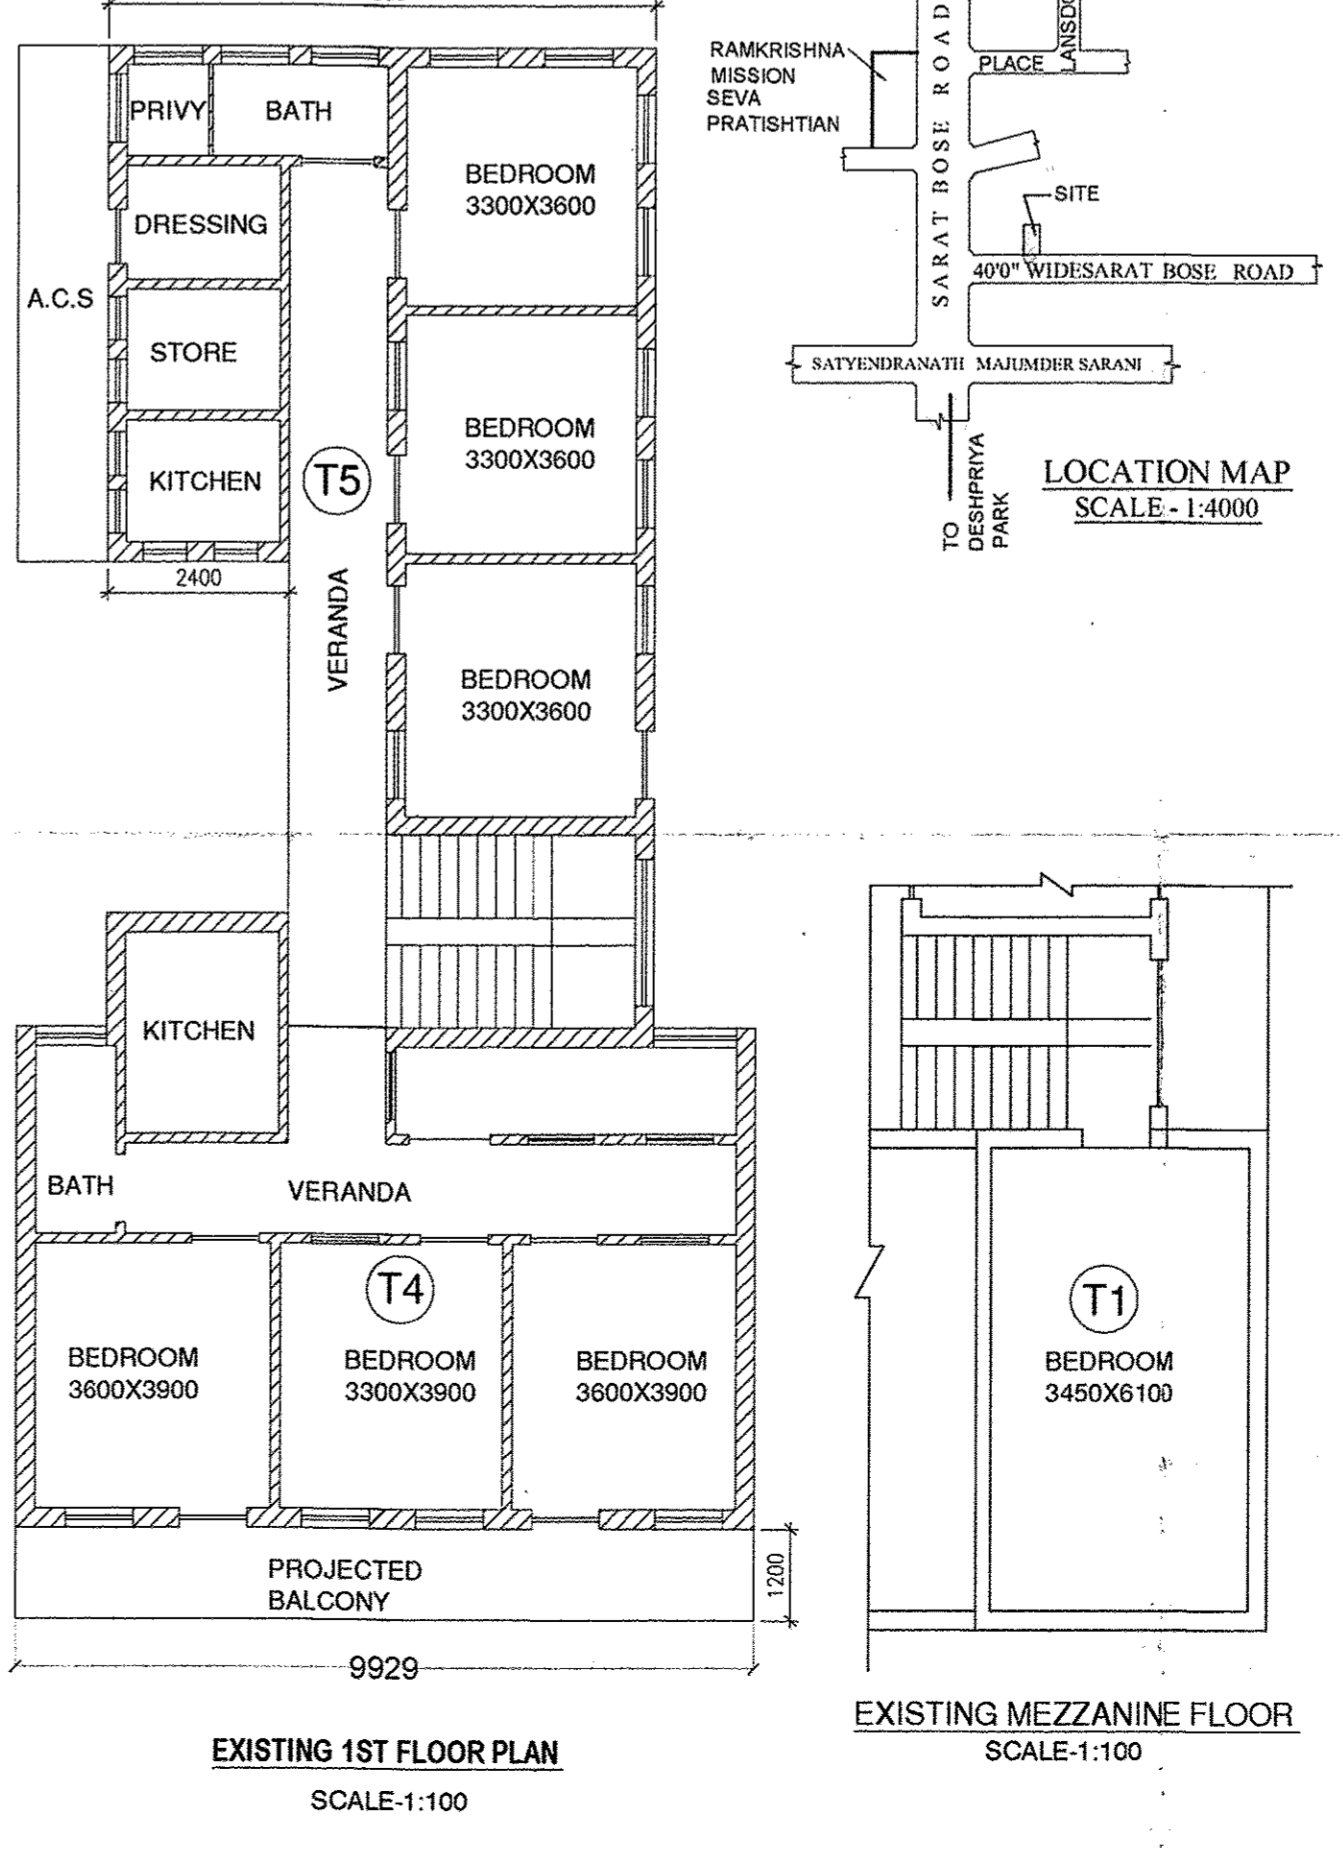 PRIVY
BATH
BEDROOM
3300X3600
DRESSING
A.C.S
STORE
BEDROOM
3300X3600
KITCHEN
T5
2400
VERANDA
BEDROOM
3300X3600
KITCHEN
BATH
VERANDA
T4
BEDROOM
3600X3900
BEDROOM
3300X3900
BEDROOM
3600X3900
PROJECTED
BALCONY
1200
9929
EXISTING 1ST FLOOR PLAN
SCALE-1:100
RAMKRISHNA
MISSION
SEVA
PRATISHTIAN
SARAT BOSE ROAD
PLACE
SITE
40'0" WIDESARAT BOSE ROAD
SATYENDRANATH MAJUMDER SARANI
TO
DESHPRIYA
PARK
LOCATION MAP
SCALE - 1:4000
T1
BEDROOM
3450X6100
EXISTING MEZZANINE FLOOR
SCALE-1:100